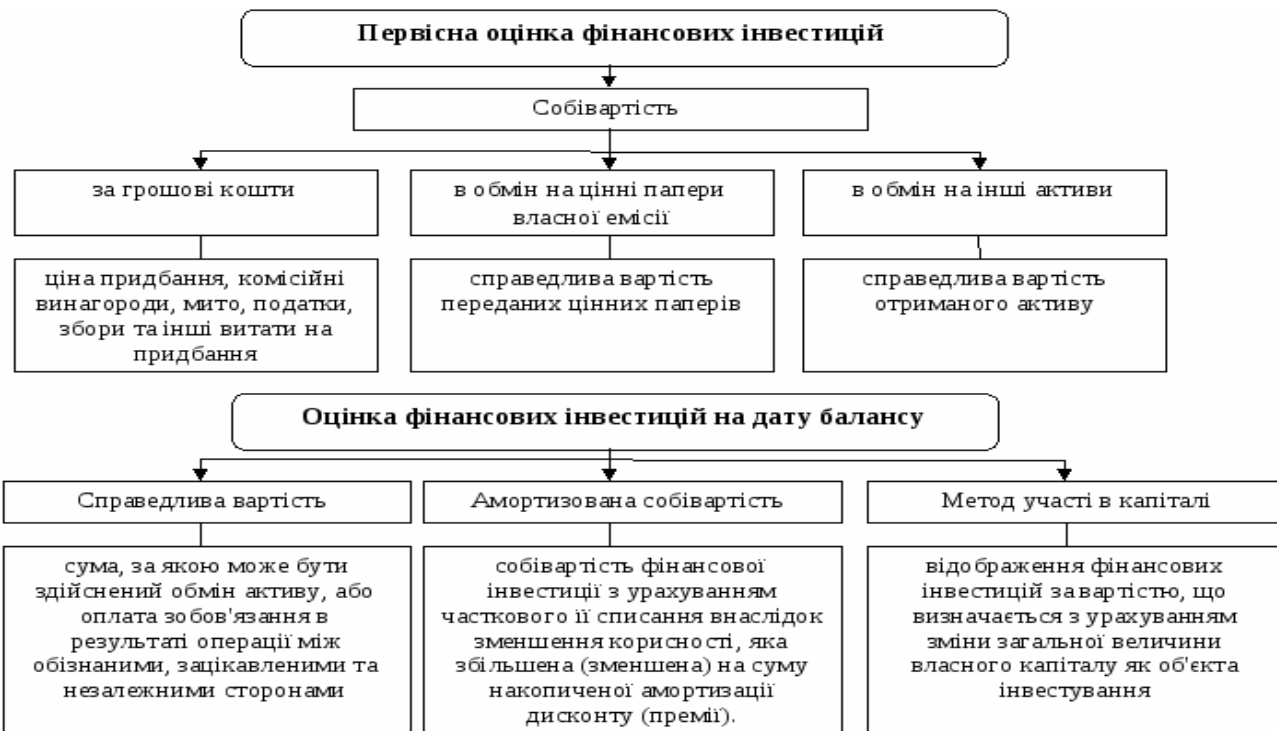 Первісна оцінка фінансових інвестицій
Собівартість
за грошові кошти
в обмін на цінні папери
власної емісії
в обмін на інші активи
ціна придбання, комісійні
винагороди, мито, податки,
збори та інші витати на
придбання
справедлива вартість
переданих цінних паперів
справедлива вартість
отриманого активу
Оцінка фінансових інвестицій на дату балансу
Справедлива вартість
Амортизована собівартість
Метод участі в капіталі
сума, за якою може бути
здійснений обмін активу, або
оплата зобов'язання в
результаті операції між
обізнаними, зацікавленими та
незалежними сторонами
собівартість фінансової
інвестиції з урахуванням
часткового її списання внаслідок
зменшення корисності, яка
збільшена (зменшена) на суму
накопиченої амортизації
дисконту (премії).
відображення фінансових
інвестицій за вартістю, що
визначається з урахуванням
зміни загальної величини
власного капіталу як об'єкта
інвестування